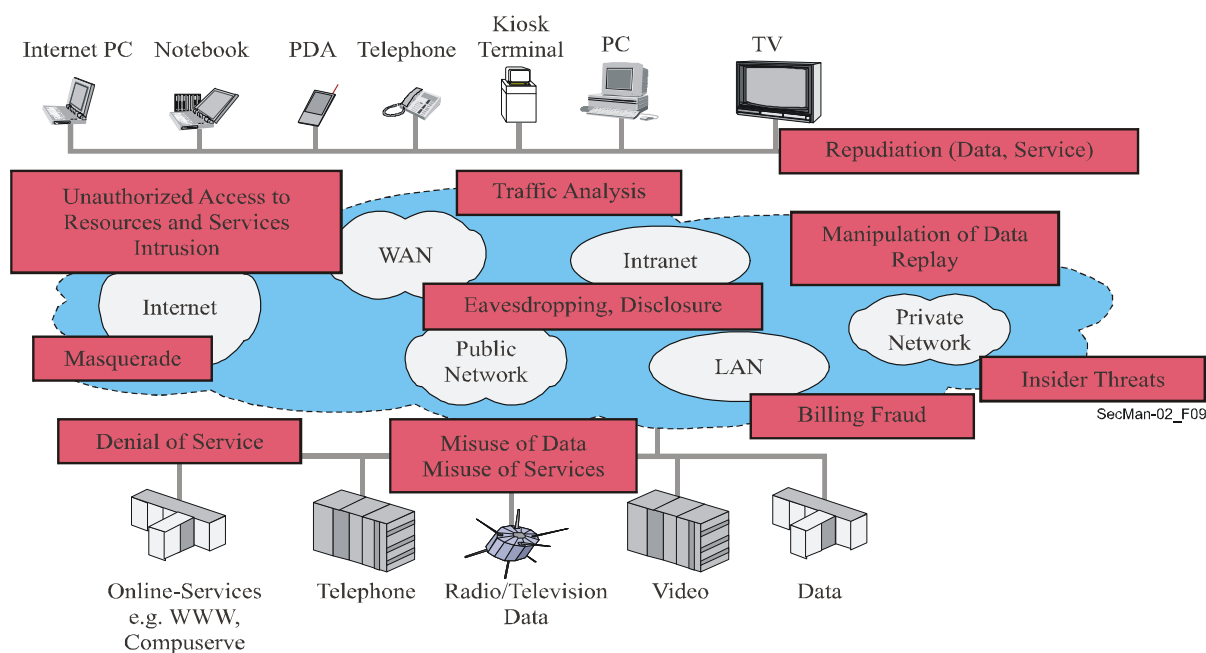 Internet PC
Notebook
PDA
Telephone
Kiosk
Terminal
PC
TV
Repudiation (Data, Service)
Unauthorized Access to
Resources and Services
Intrusion
Traffic Analysis
Manipulation of Data
Replay
WAN
Intranet
Internet
Eavesdropping, Disclosure
Private
Network
Masquerade
Public
Network
LAN
Insider Threats
Billing Fraud
SecMan-02_F09
Denial of Service
Misuse of Data
Misuse of Services
Online-Services
e.g. WWW,
Compuserve
Telephone
Radio/Television
Data
Video
Data